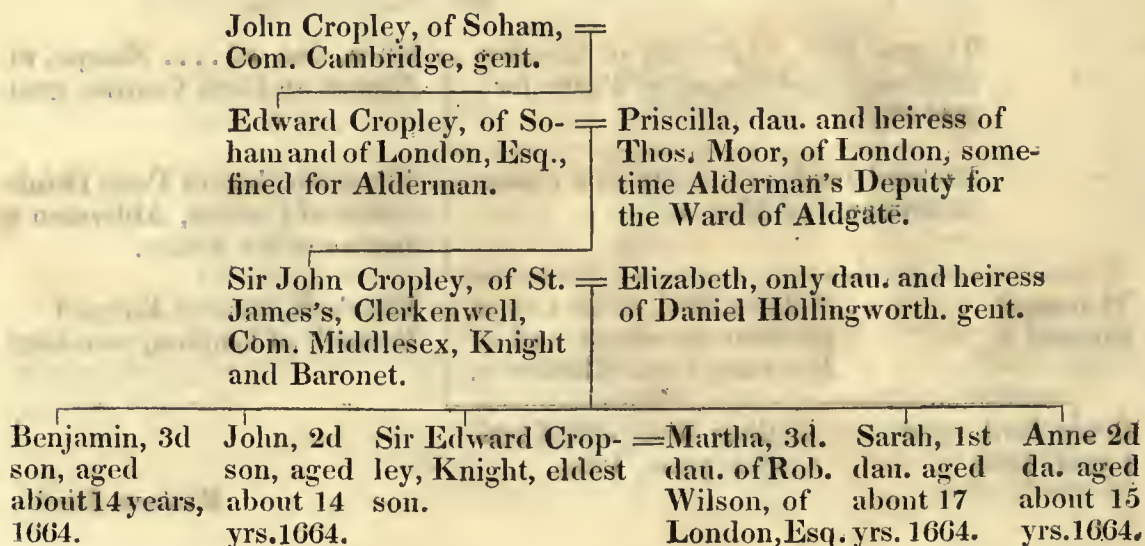 John Cropley, of Soham, =
.... Com. Cambridge, gent.
Edward Cropley, of So- =
ham and of London, Esq.,
fined for Alderman.
Priscilla, dau. and heiress of
Thos. Moor, of London, some-
time Alderman's Deputy for
the Ward of Aldgate.
Sir John Cropley, of St. =
James's, Clerkenwell,
Com. Middlesex, Knight
and Baronet.
Elizabeth, only dau. and heiress
of Daniel Hollingworth. gent.
Benjamin, 3d
son, aged
about 14 years,
1664.
John, 2d
son, aged
about 14
yrs. 1664.
Sir Edward Crop- =
ley, Knight, eldest
son.
Martha, 3d.
dau. of Rob.
Wilson, of
London, Esq.
Sarah, 1st
dau. aged
about 17
yrs. 1664.
Anne 2d
da. aged
about 15
yrs. 1664.